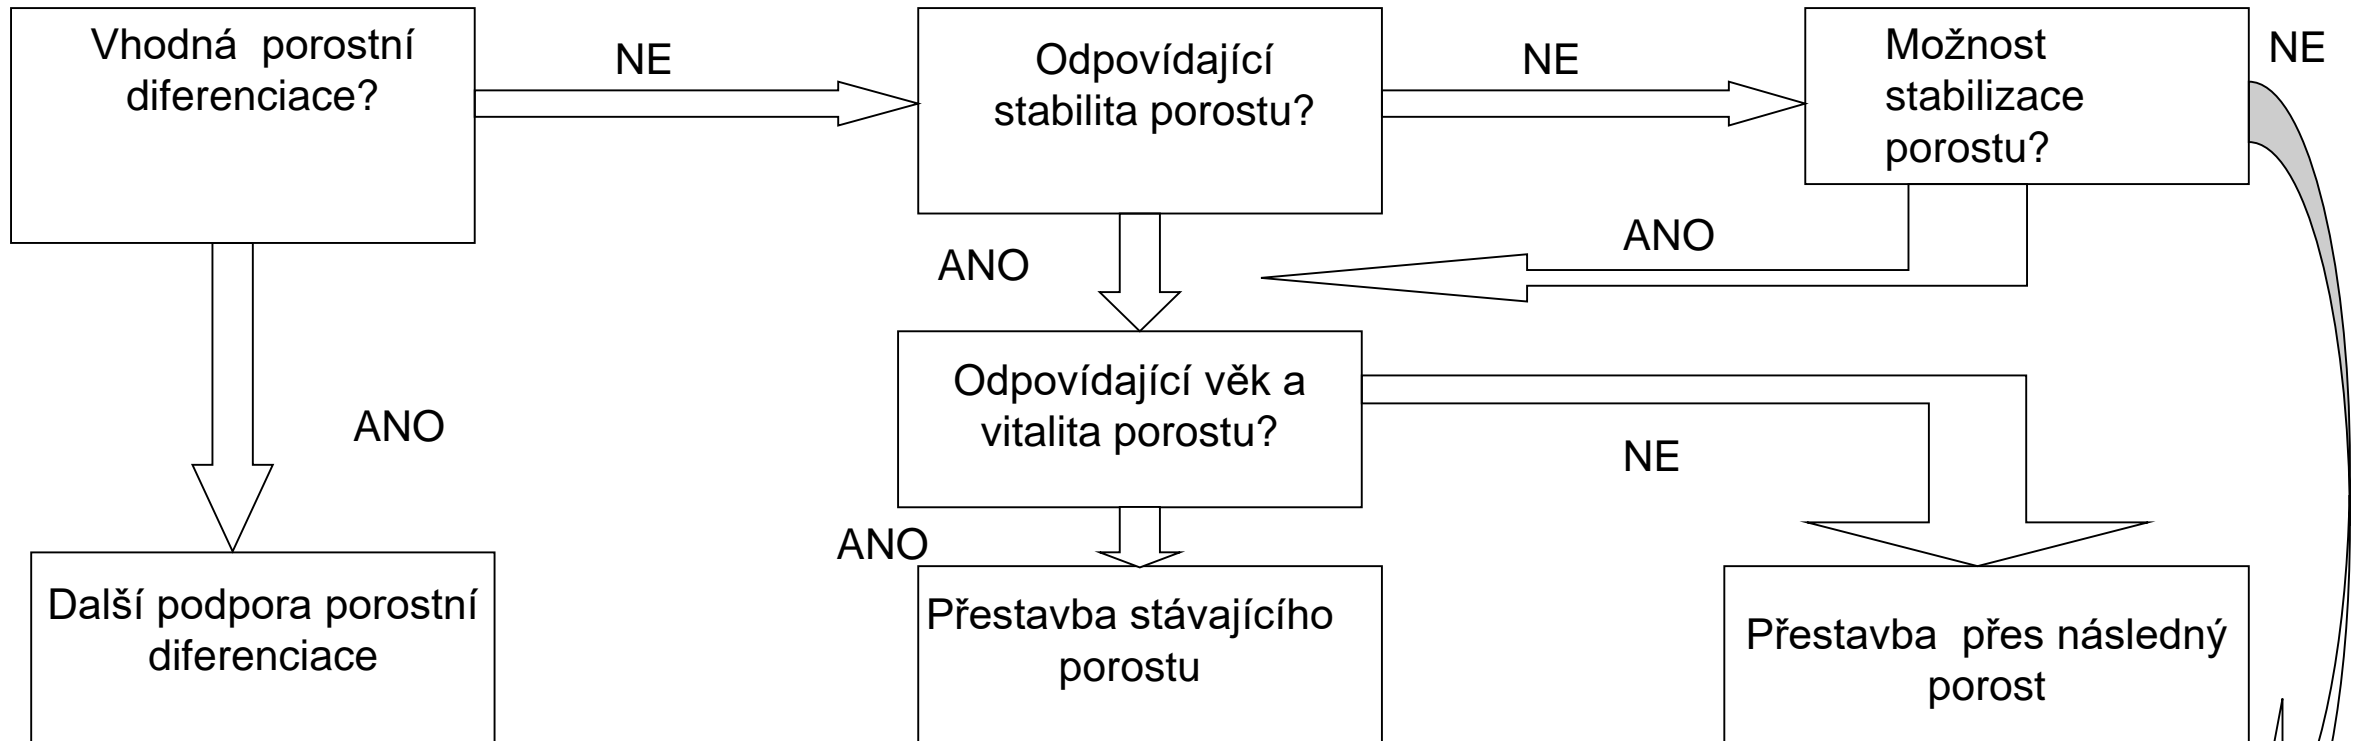 Vhodná porostní
diferenciace?
NE
Odpovídající
stabilita porostu?
NE
Možnost
stabilizace
porostu?
NE
ANO
ANO
Odpovídající věk a
vitalita porostu?
ANO
NE
ANO
Další podpora porostní
diferenciace
Přestavba stávajícího
porostu
Přestavba přes následný
porost